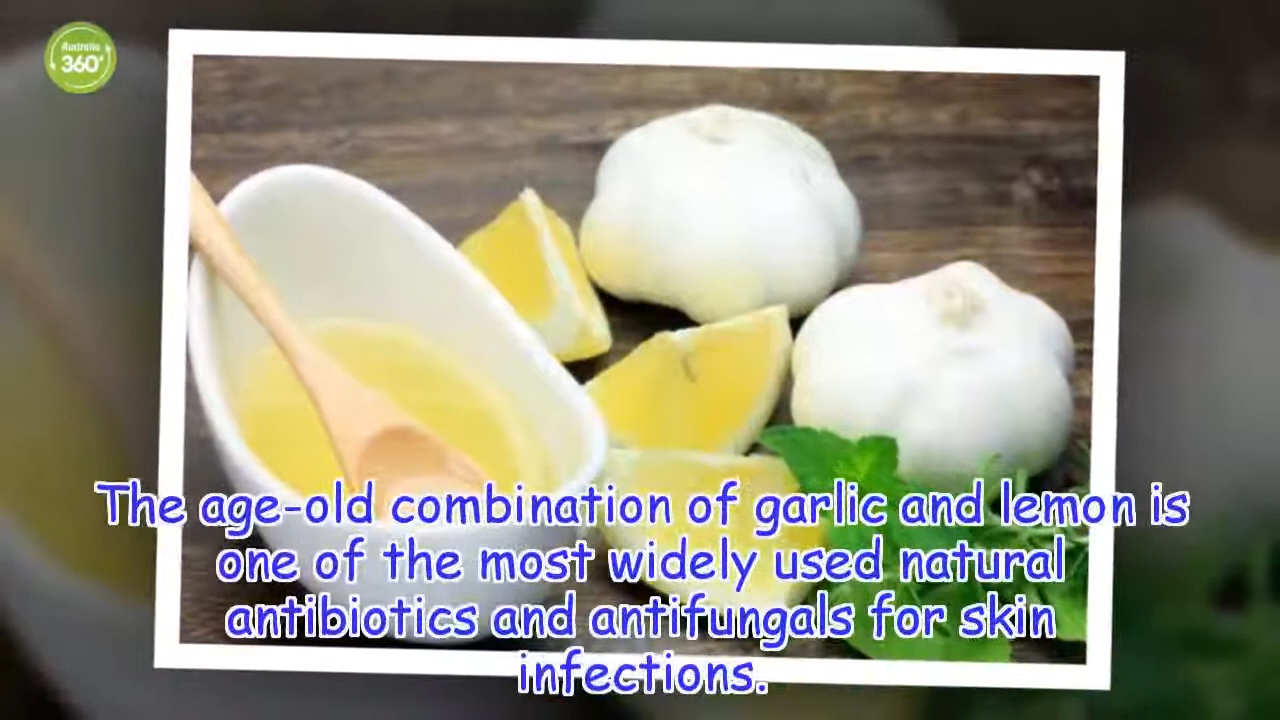 Australia
360°
The age-old combination of garlic and lemon is
one of the most widely used natural
antibiotics and antifungals for skin
infections.